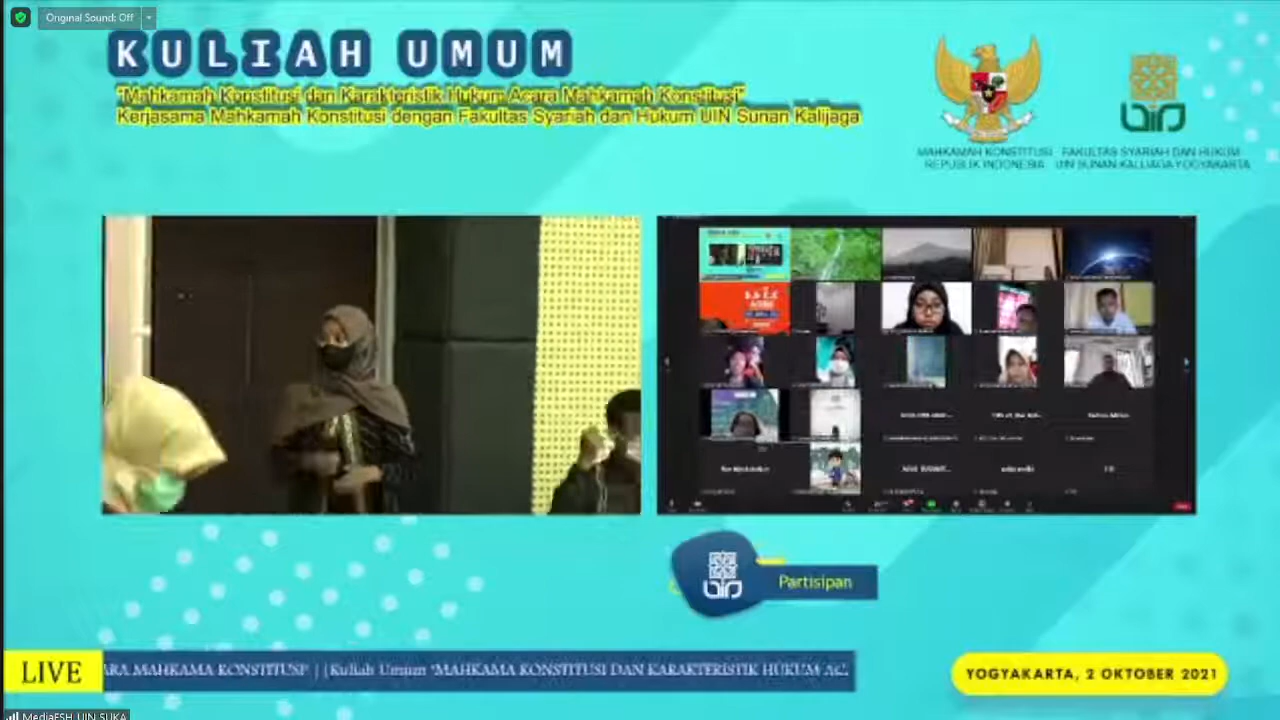 Original Sound: Off
KULIAH UMUM
"Mahkamah Konstitusi dan Karakteristik Hukum Acara Mahkamah Konstitusi"
Kerjasama Mahkamah Konstitusi dengan Fakultas Syariah dan Hukum UIN Sunan Kalijaga
MAHKAMAH KONSTITUSI
REPUBLIK INDONESIA
FAKULTAS SYARIAH DAN HUKUM
UIN SUNAN KALIJAGA YOGYAKARTA
uin
Partisipan
LIVE
ARA MAHKAMA KONSTITUSI" | |Kuliah Umum "MAHKAMA KONSTITUSI DAN KARAKTERISTIK HUKUM AC
YOGYAKARTA, 2 OKTOBER 2021
MediaFSH_UIN SUKA